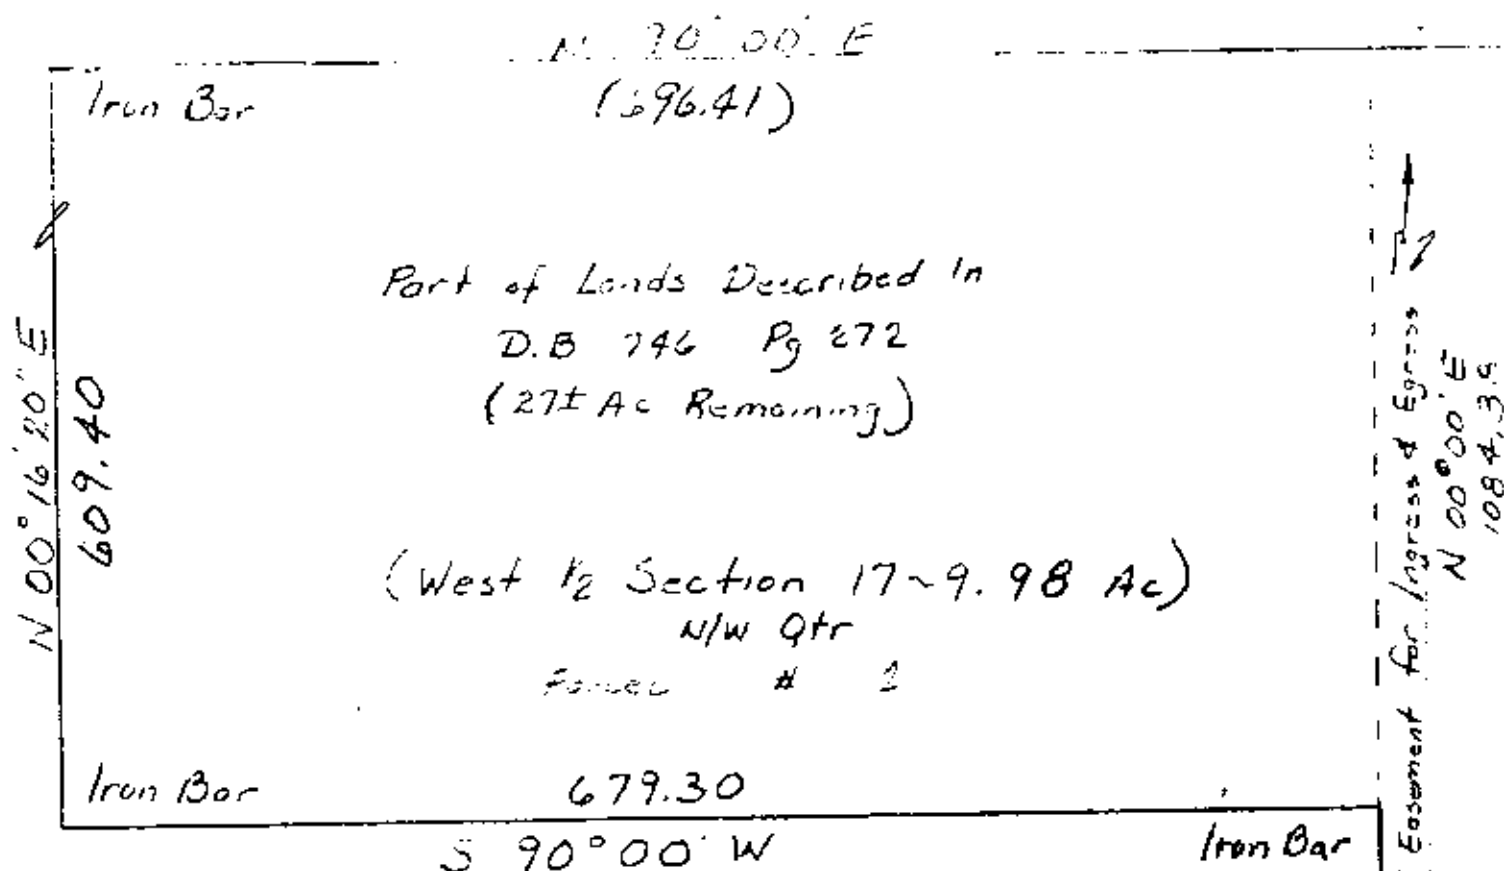 N 90° 00' E
Iron Bar
(696.41)
Part of Lands Described In
D.B 746 Pg 272
(27± Ac Remaining)
N 00° 16' 20" E
609.40
(West ½ Section 17~9.98 Ac)
N/W Qtr
Parcel # 1
Iron Bar
679.30
S 90° 00' W
Iron Bar
Easement for Ingress & Egress
N 00° 00' E
1084.39